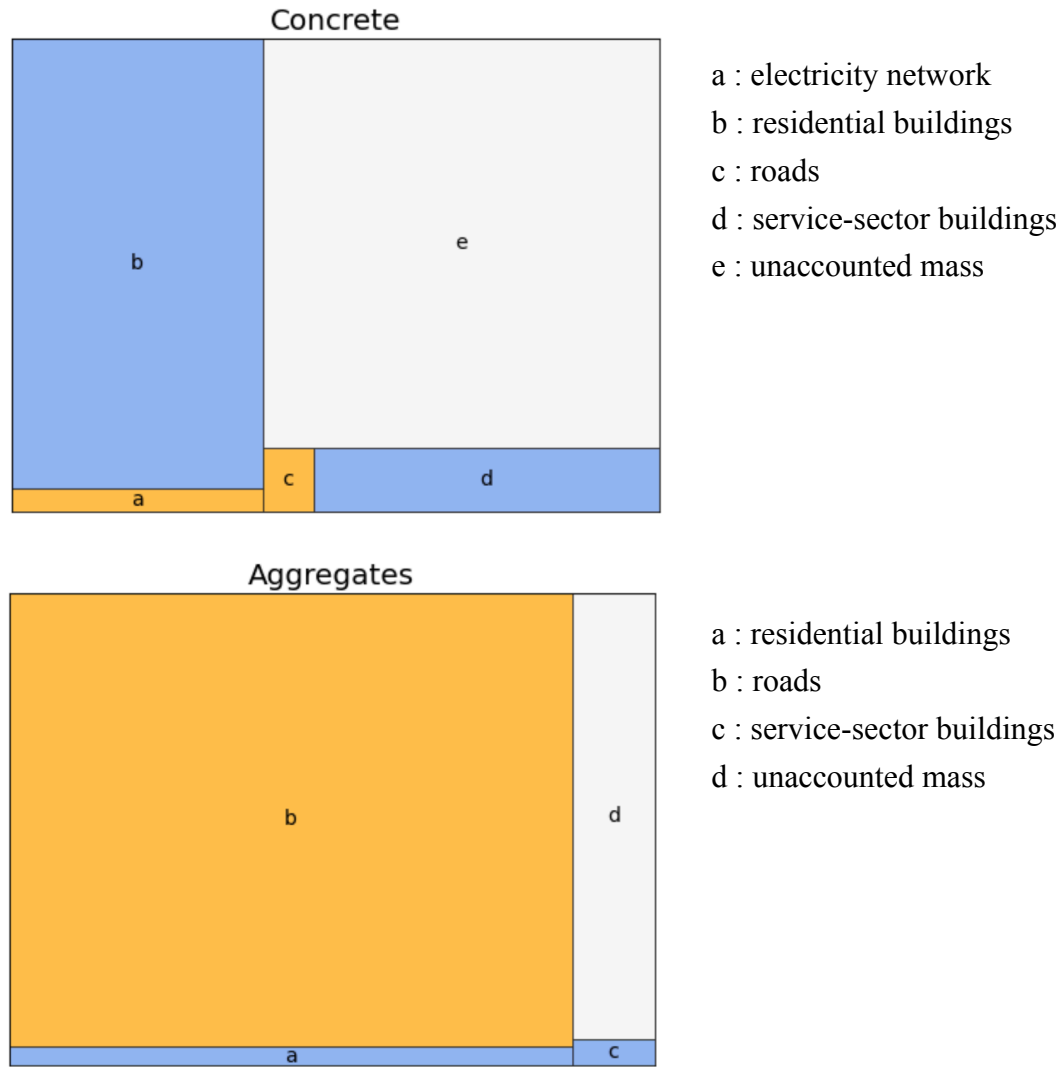 Concrete
b
e
a
c
d
a : electricity network
b : residential buildings
c : roads
d : service-sector buildings
e : unaccounted mass
Aggregates
b
d
a
c
a : residential buildings
b : roads
c : service-sector buildings
d : unaccounted mass